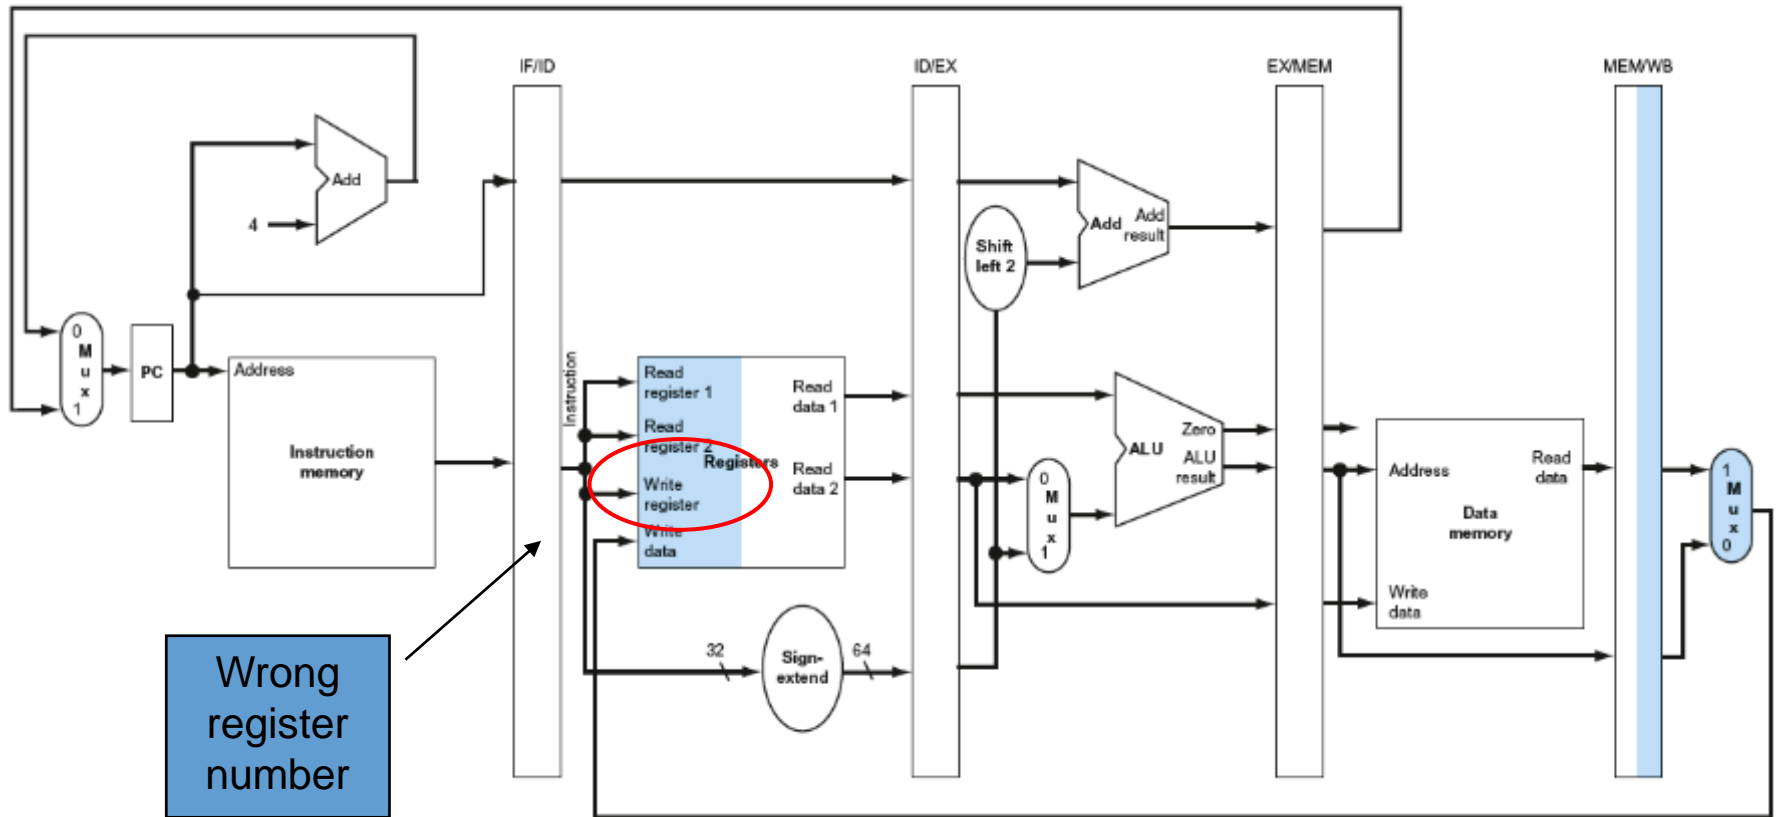 IF/ID
ID/EX
EX/MEM
MEM/WB
Add
4
Add
Add
result
Shift
left 2
0
M
u
x
1
PC
Address
Instruction
memory
Instruction
Read
register 1
Read
register 2
Registers
Write
register
Write
data
Read
data 1
Read
data 2
0
M
u
x
1
Zero
ALU
ALU
result
Address
Read
data
Data
memory
Write
data
1
M
u
x
0
32
Sign-
extend
64
Wrong
register
number